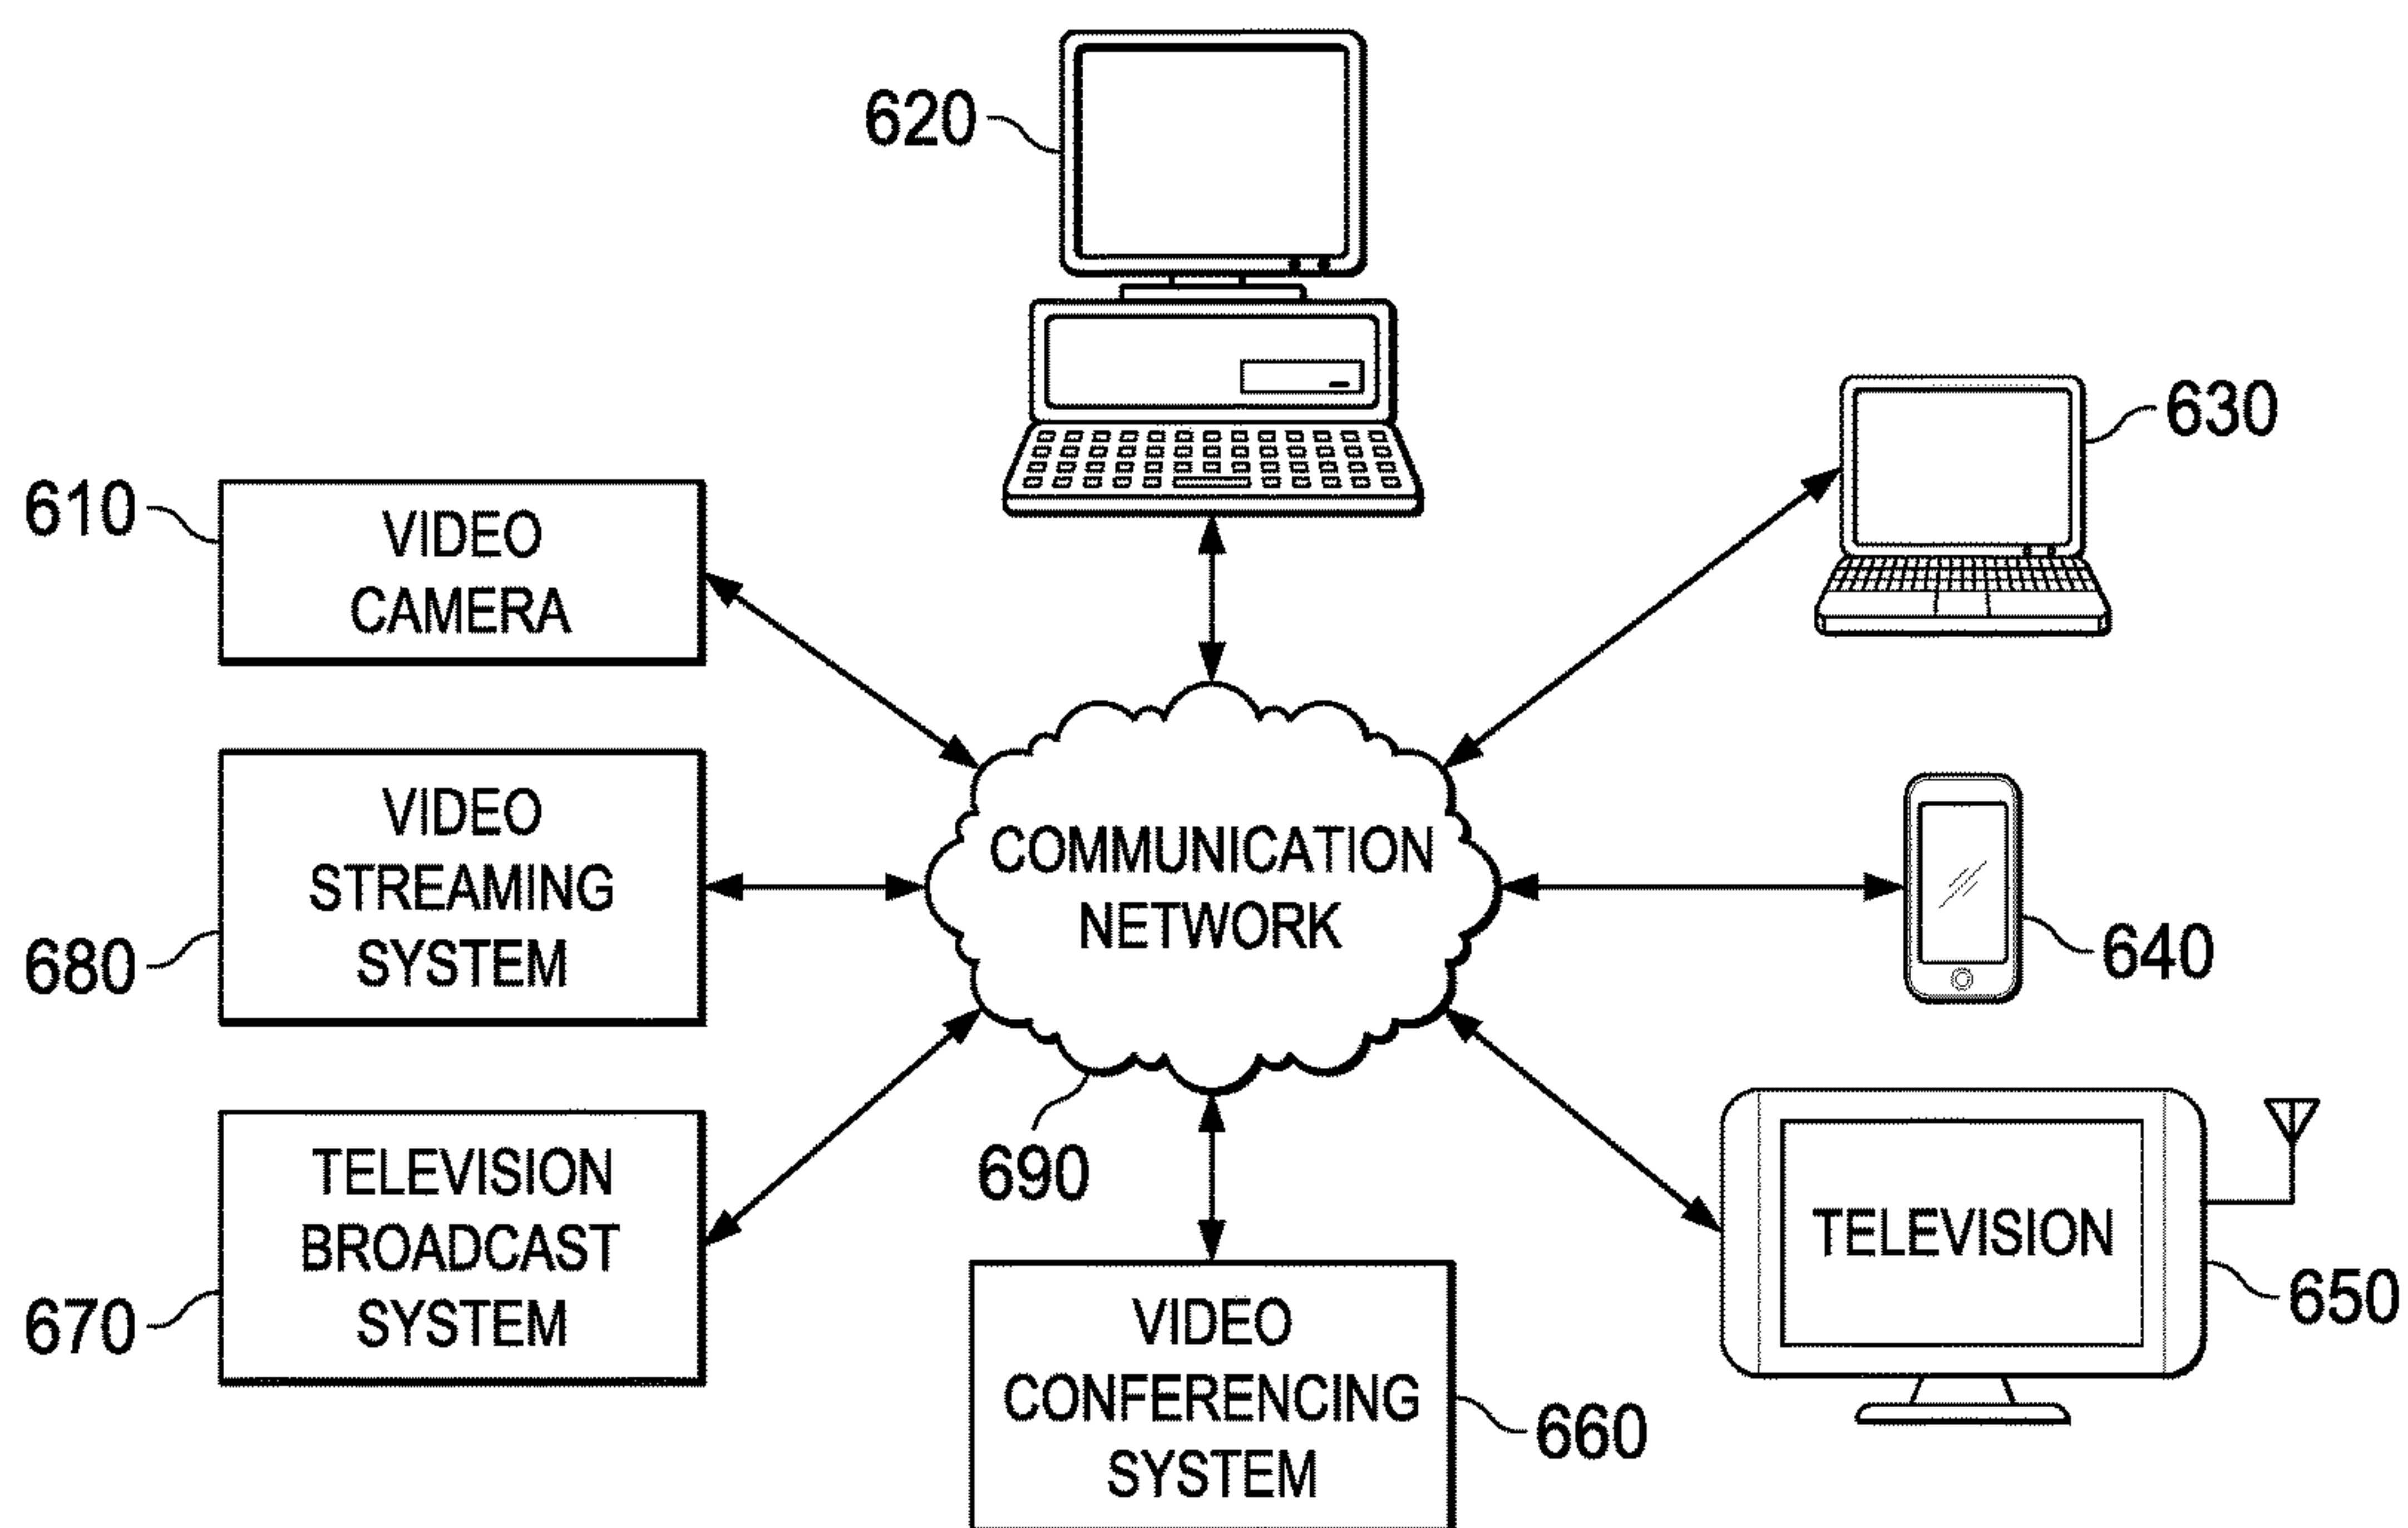 620
630
610
VIDEO
CAMERA
VIDEO
STREAMING
SYSTEM
680
COMMUNICATION
NETWORK
640
690
TELEVISION
BROADCAST
SYSTEM
670
TELEVISION
650
VIDEO
CONFERENCING
SYSTEM
660